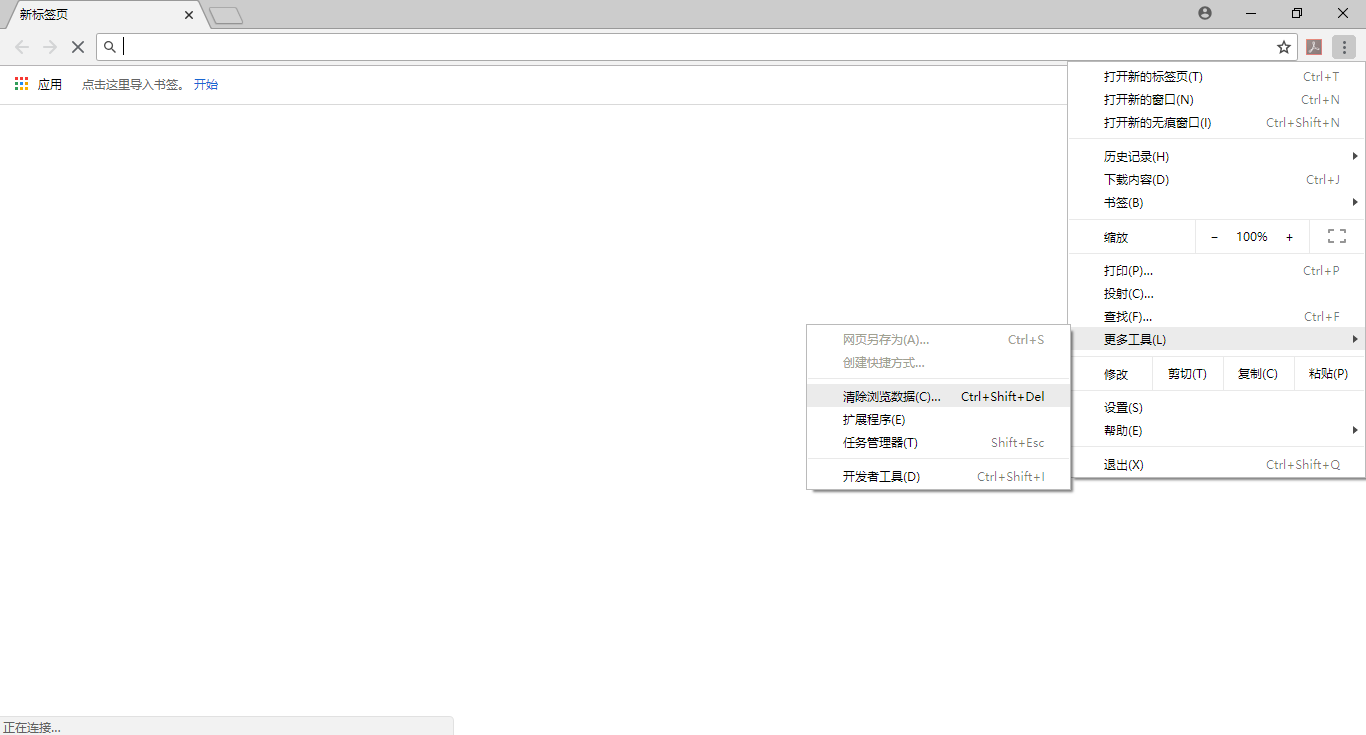 新标签页
应用 点击这里导入书签。 开始
打开新的标签页(T) Ctrl+T
打开新的窗口(N) Ctrl+N
打开新的无痕窗口(I) Ctrl+Shift+N
历史记录(H)
下载内容(D) Ctrl+J
书签(B)
缩放 - 100% +
打印(P)... Ctrl+P
投射(C)...
查找(F)... Ctrl+F
更多工具(L)
修改 剪切(T) 复制(C) 粘贴(P)
设置(S)
帮助(E)
退出(X) Ctrl+Shift+Q
网页另存为(A)... Ctrl+S
创建快捷方式...
清除浏览数据(C)... Ctrl+Shift+Del
扩展程序(E)
任务管理器(T) Shift+Esc
开发者工具(D) Ctrl+Shift+I
正在连接...